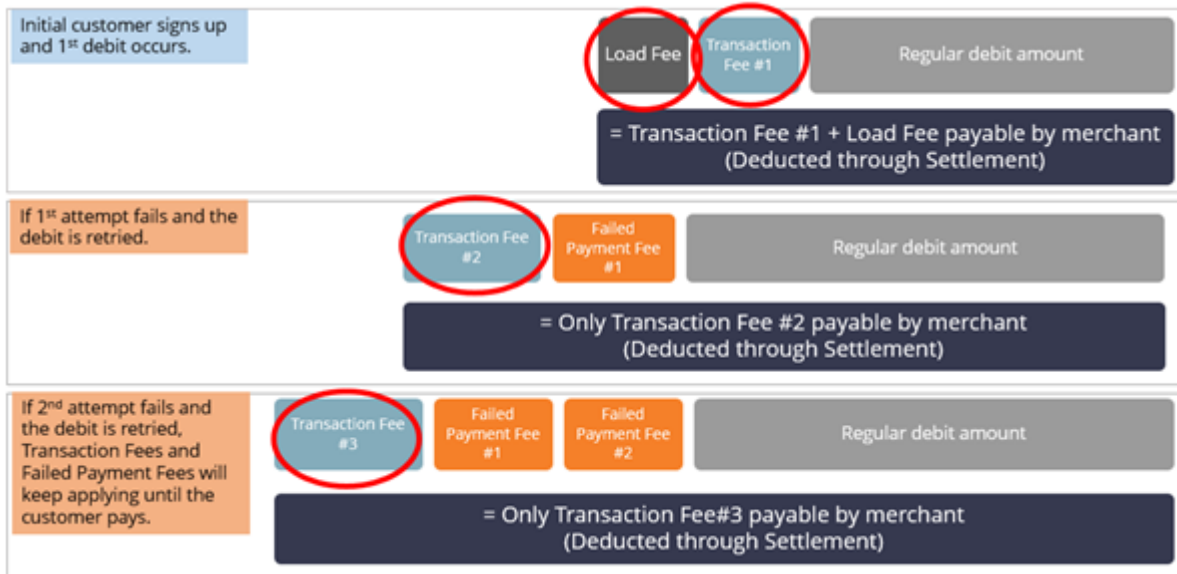 Initial customer signs up
and 1st debit occurs.
Load Fee
Transaction
Fee #1
Regular debit amount
= Transaction Fee #1 + Load Fee payable by merchant
(Deducted through Settlement)
If 1st attempt fails and the
debit is retried.
Transaction Fee
#2
Failed
Payment Fee
#1
Regular debit amount
= Only Transaction Fee #2 payable by merchant
(Deducted through Settlement)
If 2nd attempt fails and
the debit is retried,
Transaction Fees and
Failed Payment Fees will
keep applying until the
customer pays.
Transaction Fee
#3
Failed
Payment Fee
#1
Failed
Payment Fee
#2
Regular debit amount
= Only Transaction Fee#3 payable by merchant
(Deducted through Settlement)